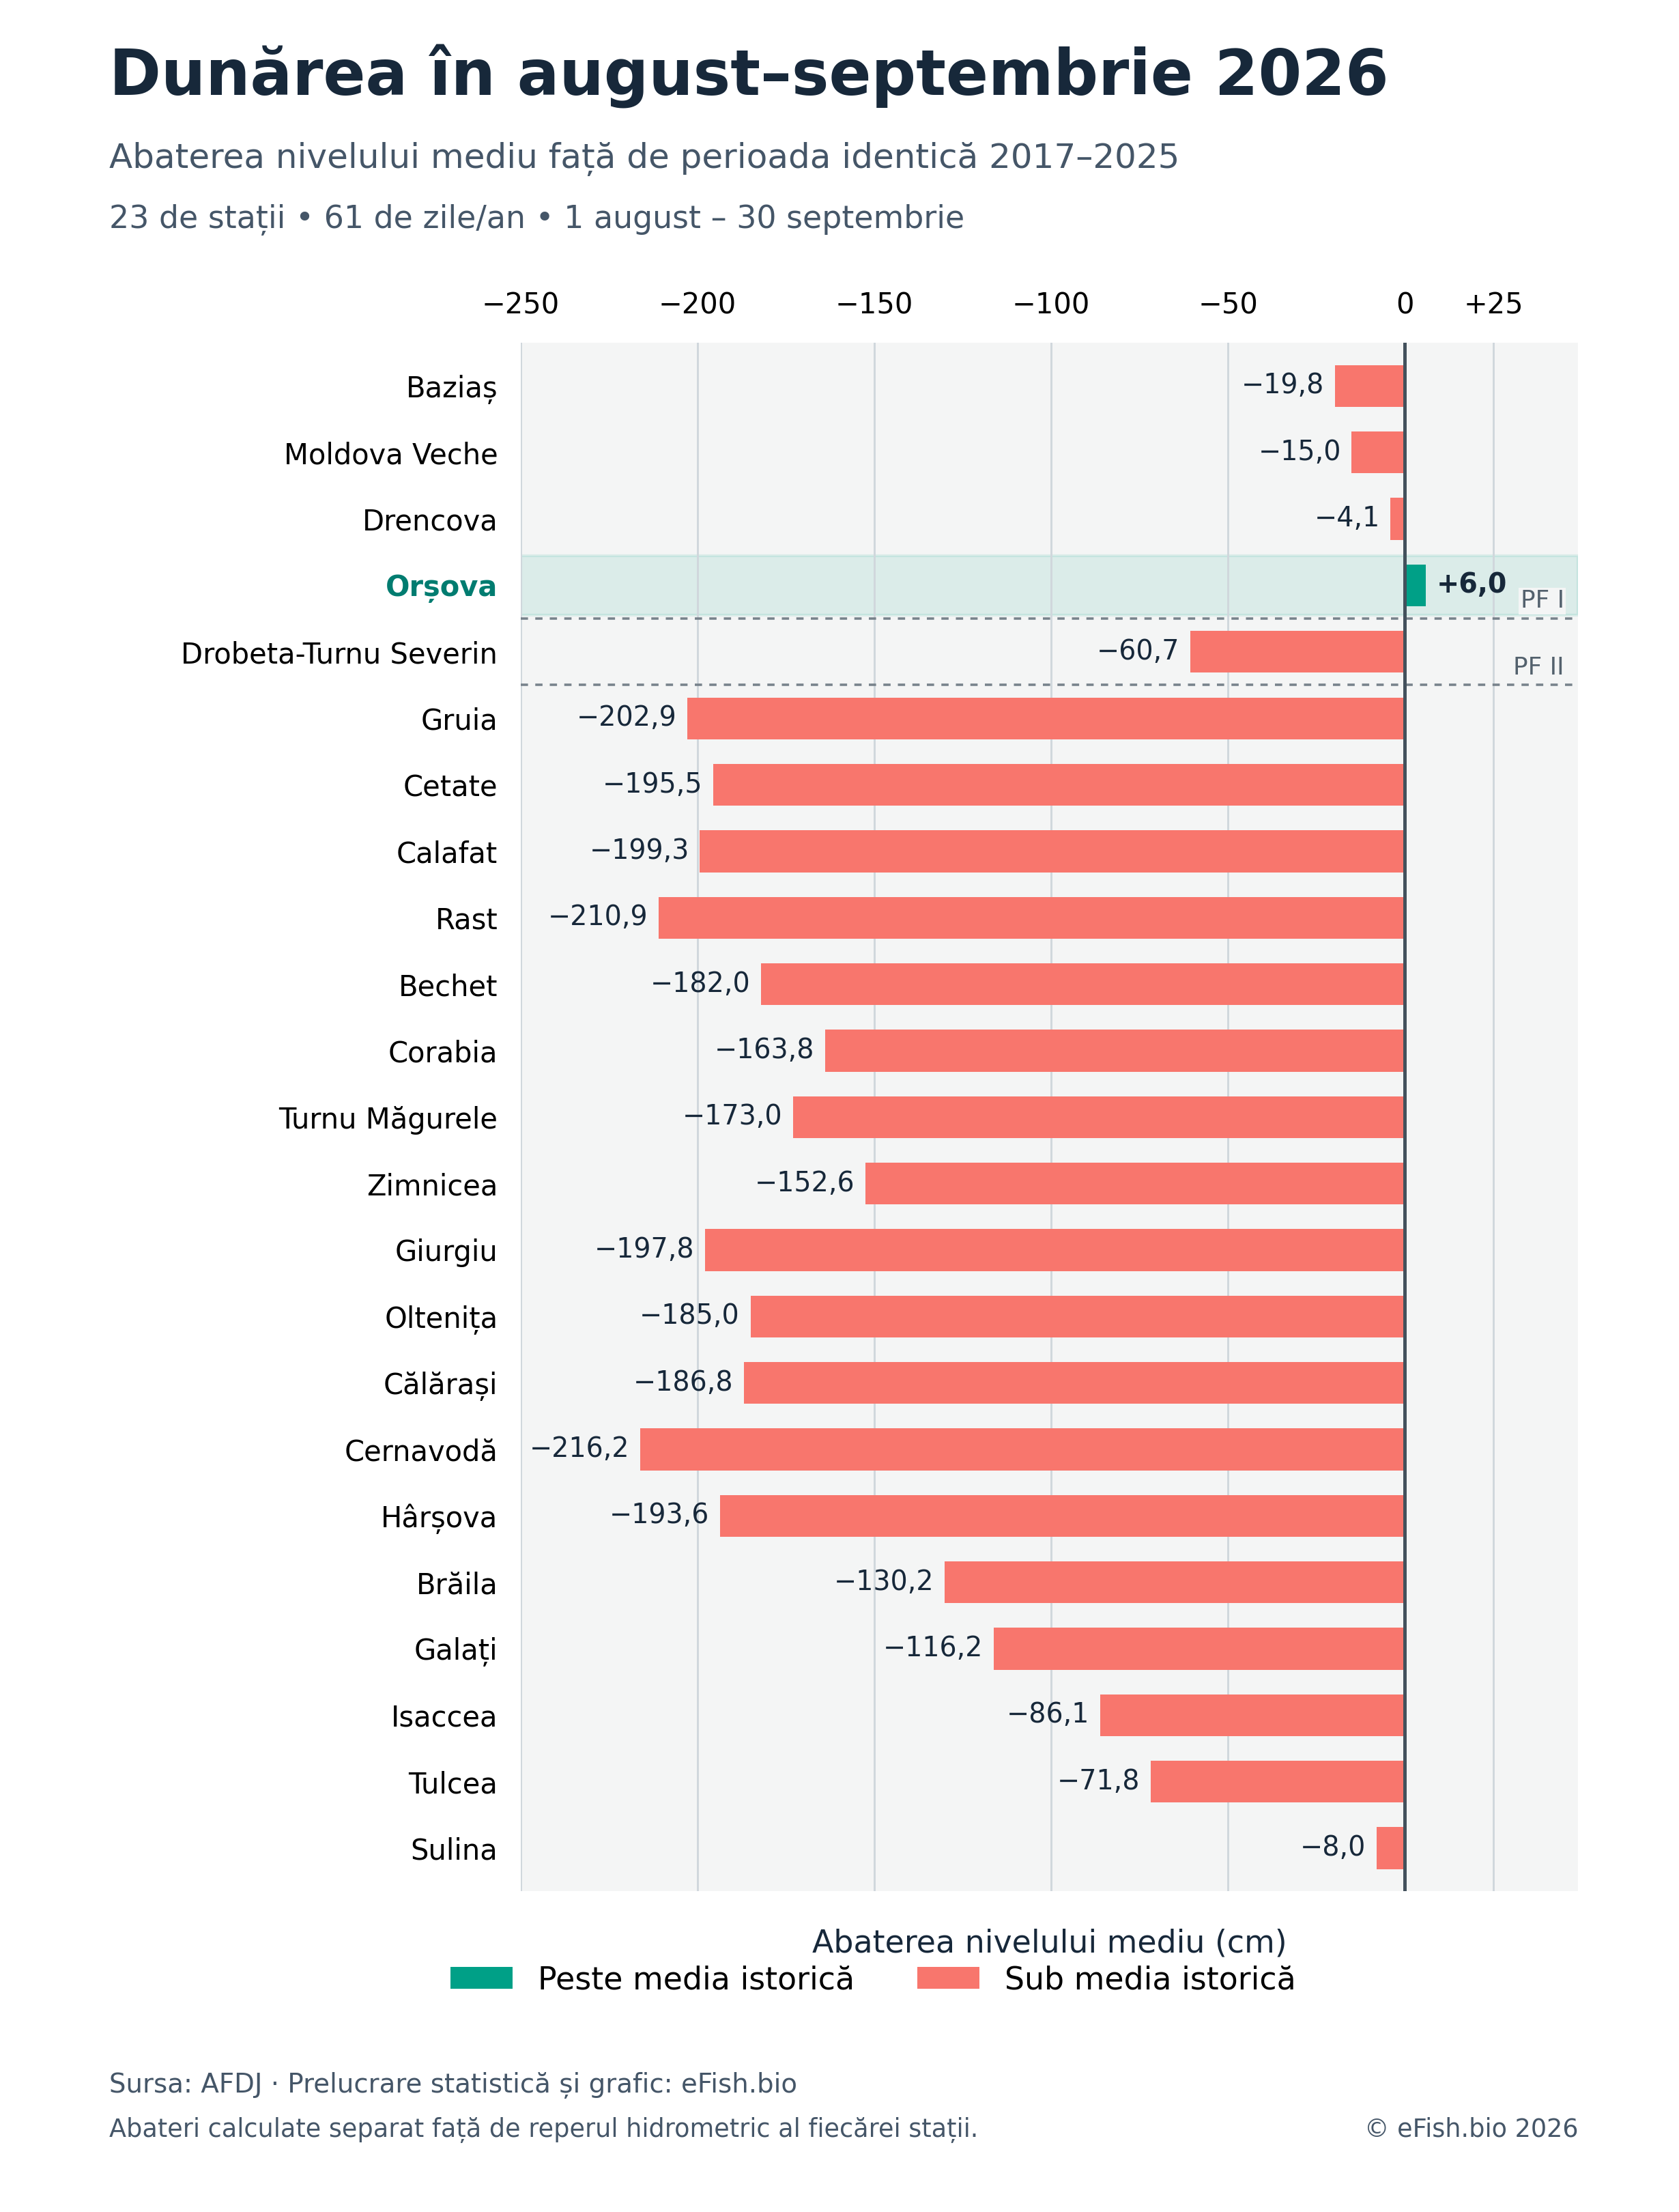 Dunărea în august–septembrie 2026
Abaterea nivelului mediu față de perioada identică 2017–2025
23 de stații • 61 de zile/an • 1 august – 30 septembrie
−250 −200 −150 −100 −50 0 +25
Baziaș −19,8
Moldova Veche −15,0
Drencova −4,1
Orșova +6,0 PF I
Drobeta-Turnu Severin −60,7 PF II
Gruia −202,9
Cetate −195,5
Calafat −199,3
Rast −210,9
Bechet −182,0
Corabia −163,8
Turnu Măgurele −173,0
Zimnicea −152,6
Giurgiu −197,8
Oltenița −185,0
Călărași −186,8
Cernavodă −216,2
Hârșova −193,6
Brăila −130,2
Galați −116,2
Isaccea −86,1
Tulcea −71,8
Sulina −8,0
Abaterea nivelului mediu (cm)
Peste media istorică Sub media istorică
Sursa: AFDJ · Prelucrare statistică și grafic: eFish.bio
Abateri calculate separat față de reperul hidrometric al fiecărei stații. © eFish.bio 2026